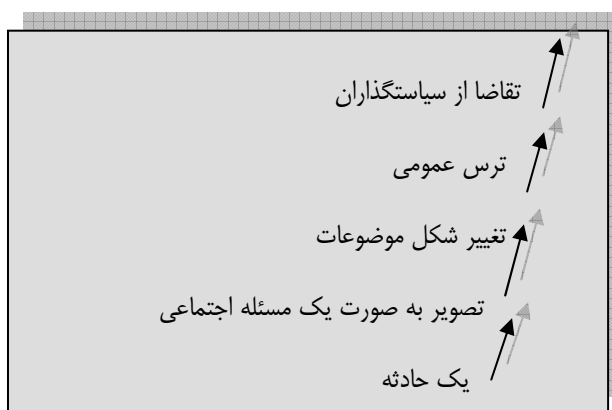 تقاضا از سیاستگذاران
ترس عمومی
تغییر شکل موضوعات
تصویر به صورت یک مسئله اجتماعی
یک حادثه